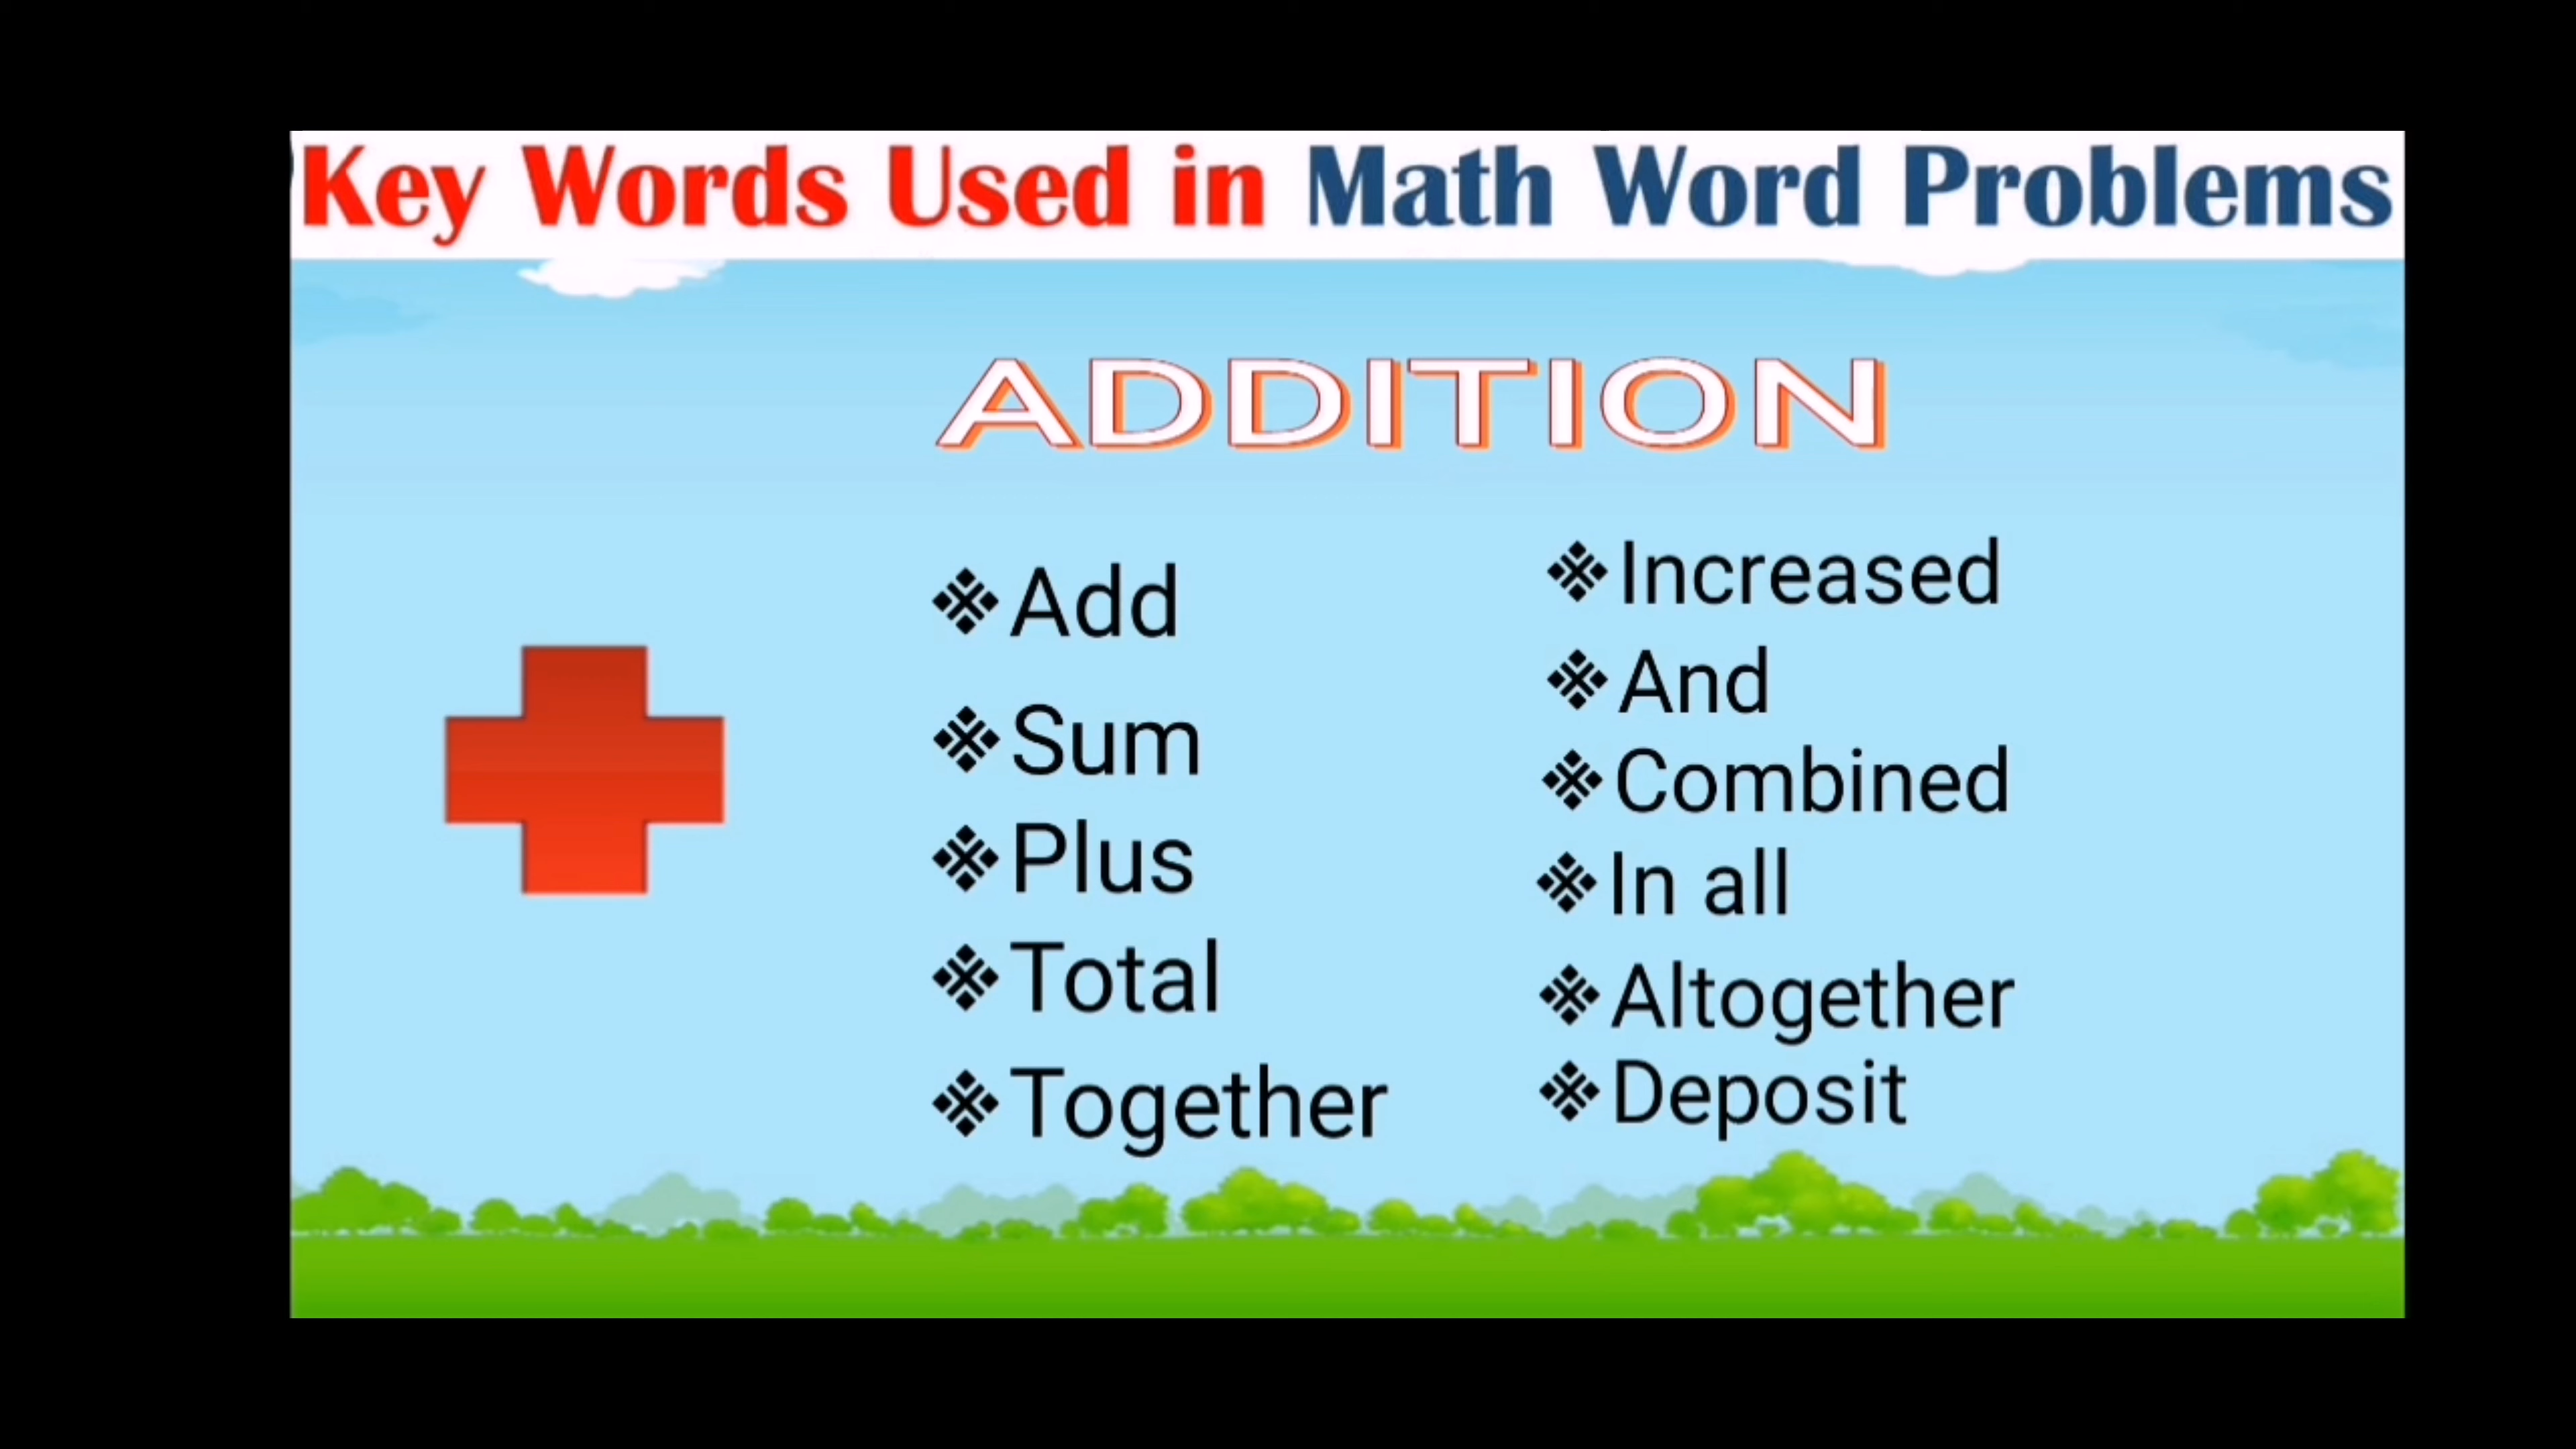 Key Words Used in Math Word Problems
ADDITION
❖Add
❖Sum
❖Plus
❖Total
❖Together
❖Increased
❖And
❖Combined
❖In all
❖Altogether
❖Deposit